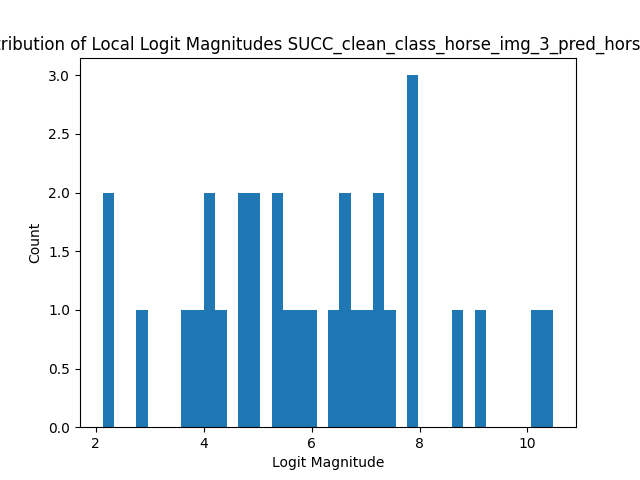 tribution of Local Logit Magnitudes SUCC_clean_class_horse_img_3_pred_hors
3.0
2.5
2.0
1.5
1.0
0.5
0.0
Count
2 4 6 8 10
Logit Magnitude